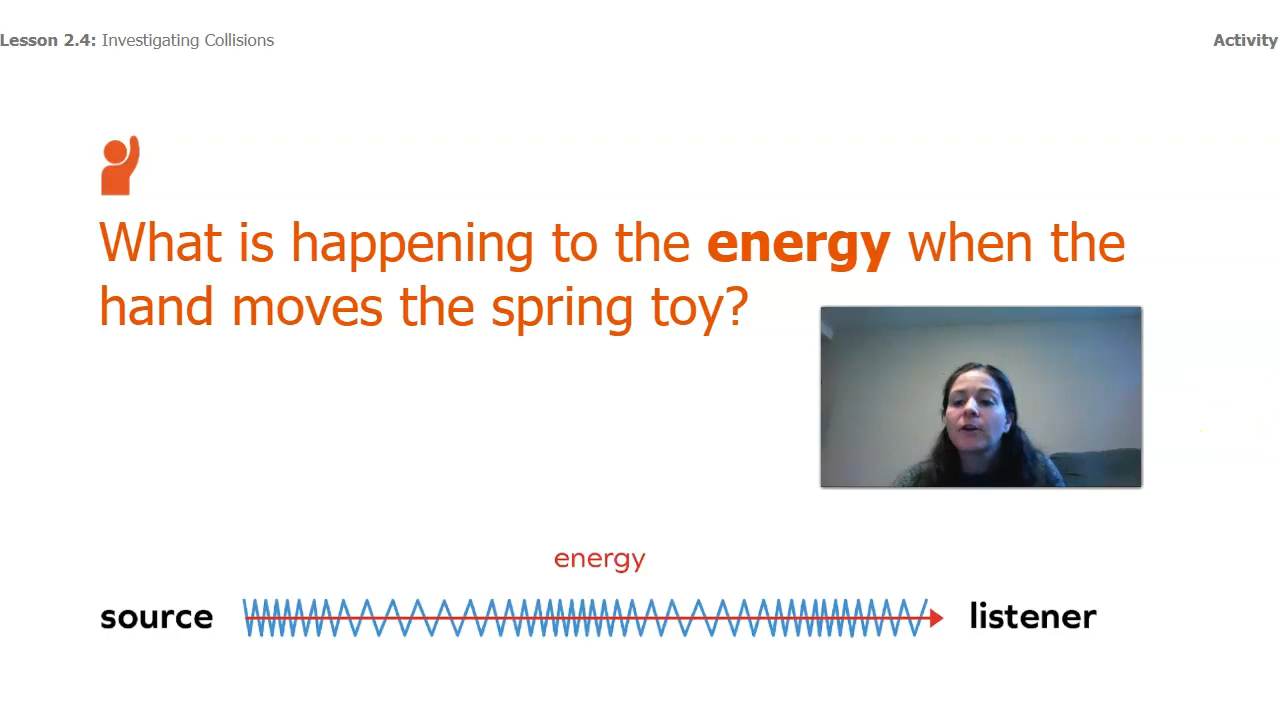 Lesson 2.4: Investigating Collisions
Activity
What is happening to the energy when the
hand moves the spring toy?
energy
source
listener